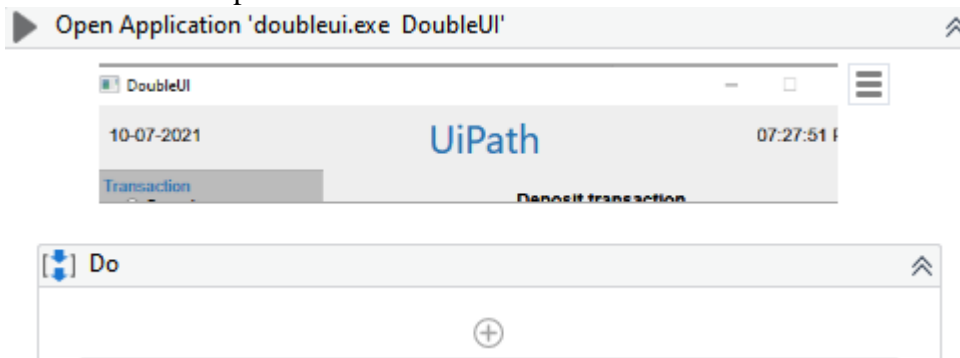 Open Application 'doubleui.exe DoubleUI'
DoubleUI
10-07-2021 UiPath 07:27:51
Transaction
Deposit transaction
Do